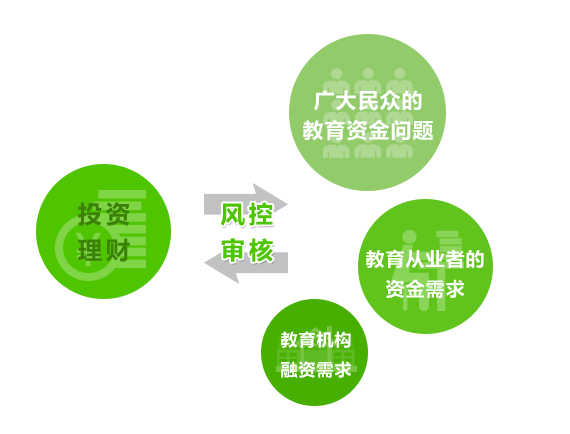 广大民众的
教育资金问题
投资
理财
风控
审核
教育从业者的
资金需求
教育机构
融资需求